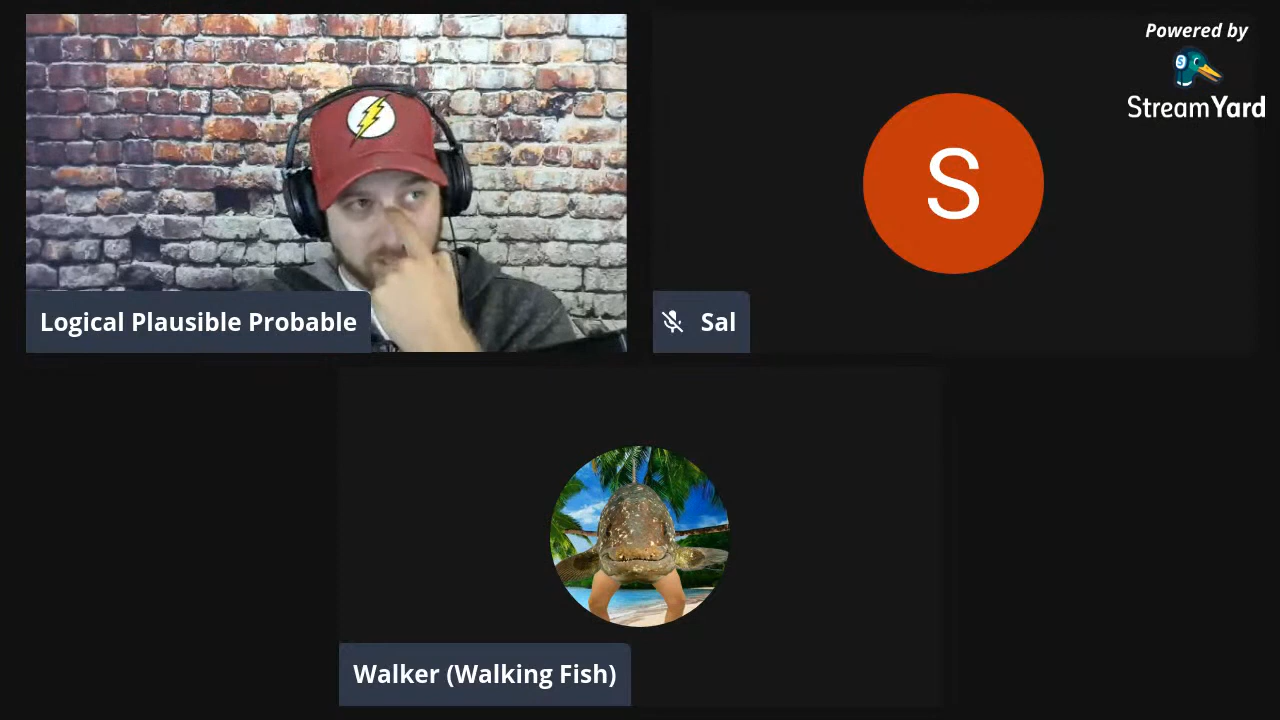 Powered by
StreamYard
S
Logical Plausible Probable
Sal
Walker (Walking Fish)